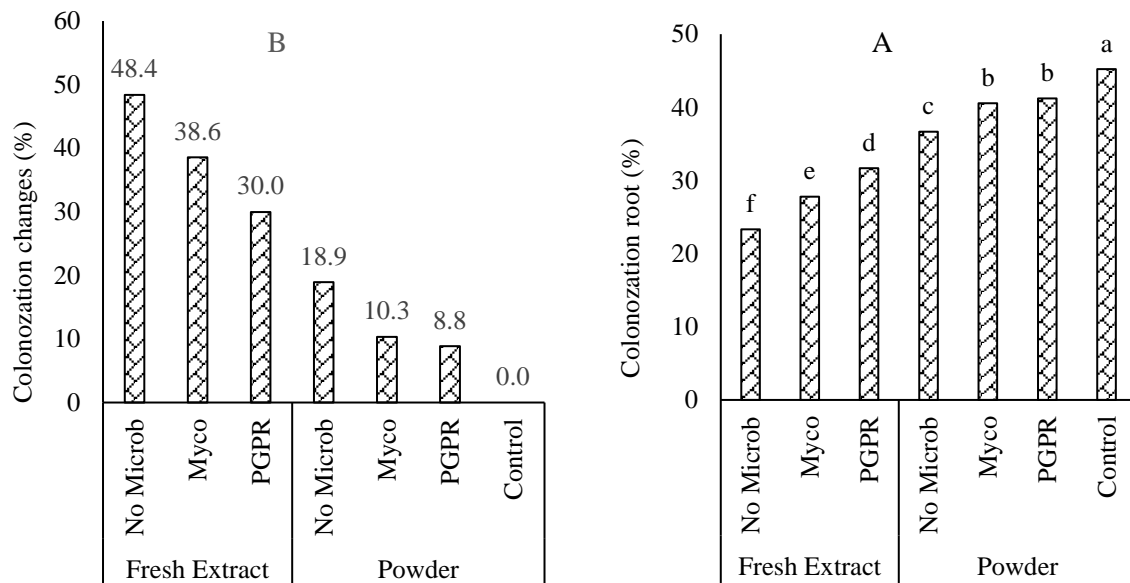 B
Colonozation changes (%)
60
50
40
30
20
10
0
48.4
38.6
30.0
18.9
10.3
8.8
0.0
No Microb
Myco
PGPR
No Microb
Myco
PGPR
Control
Fresh Extract
Powder
A
Colonozation root (%)
50
40
30
20
10
0
f
e
d
c
b
b
a
No Microb
Myco
PGPR
No Microb
Myco
PGPR
Control
Fresh Extract
Powder